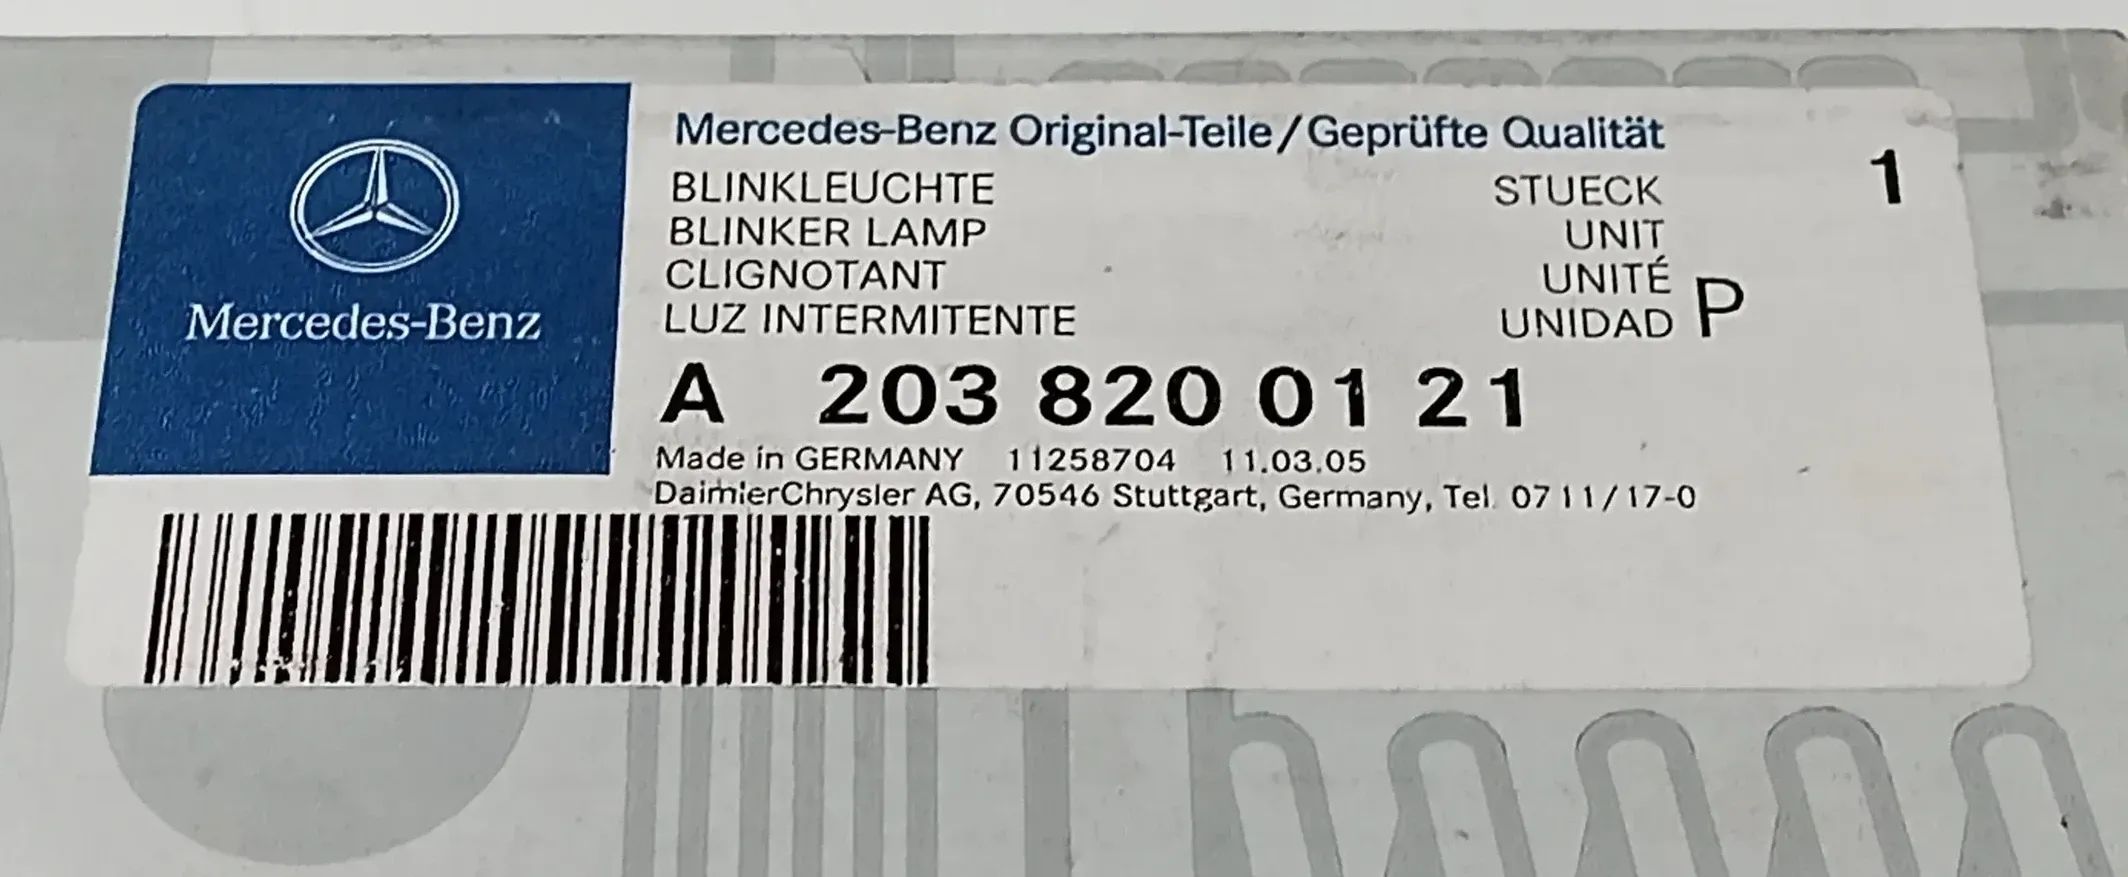 Mercedes-Benz
Mercedes-Benz Original-Teile/Geprüfte Qualität
BLINKLEUCHTE STUECK 1
BLINKER LAMP UNIT
CLIGNOTANT UNITÉ
LUZ INTERMITENTE UNIDAD P
A 203 820 01 21
Made in GERMANY 11258704 11.03.05
DaimlerChrysler AG, 70546 Stuttgart, Germany, Tel. 0711/17-0